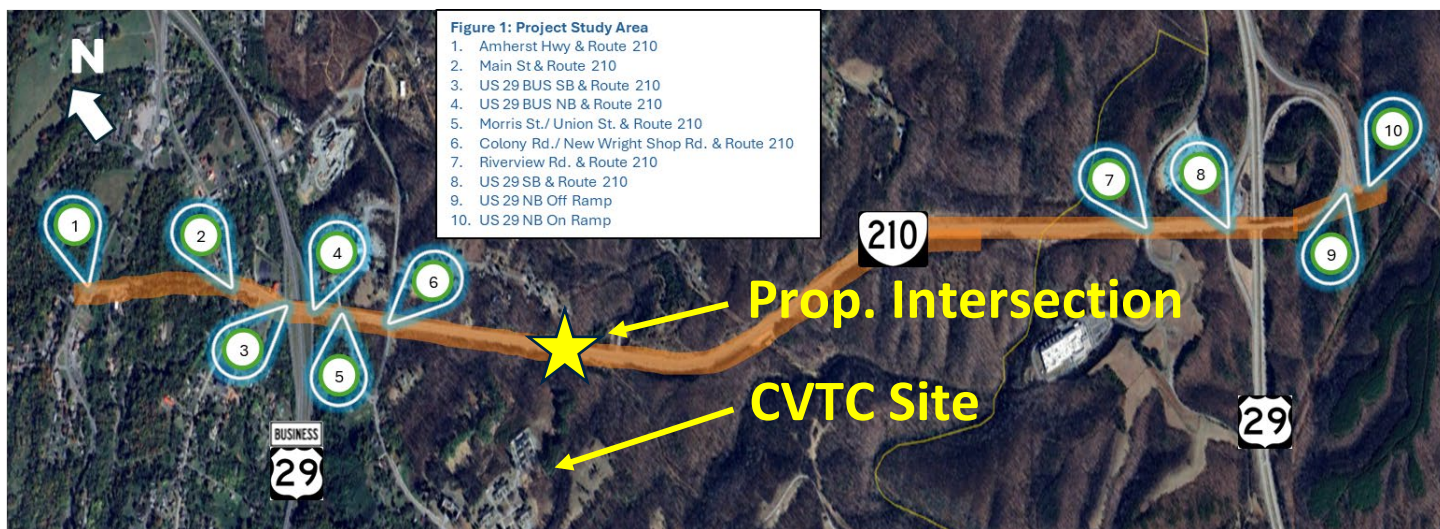 Figure 1: Project Study Area
1. Amherst Hwy & Route 210
2. Main St & Route 210
3. US 29 BUS SB & Route 210
4. US 29 BUS NB & Route 210
5. Morris St./ Union St. & Route 210
6. Colony Rd./ New Wright Shop Rd. & Route 210
7. Riverview Rd. & Route 210
8. US 29 SB & Route 210
9. US 29 NB Off Ramp
10. US 29 NB On Ramp
N
1
2
3
4
5
6
7
8
9
10
210
Prop. Intersection
CVTC Site
BUSINESS
29
29